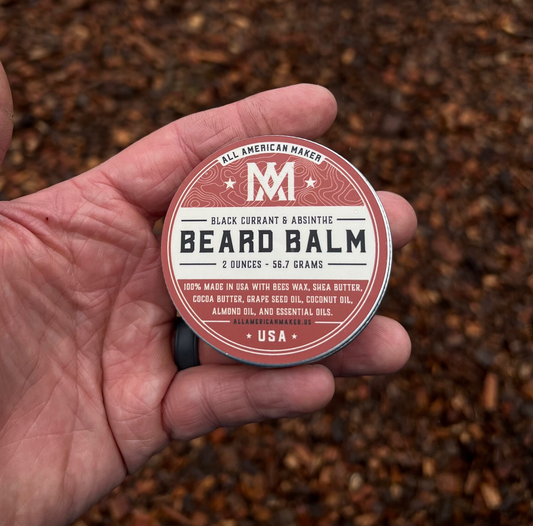 ALL AMERICAN MAKER
AM
BLACK CURRANT & ABSINTHE
BEARD BALM
2 OUNCES - 56.7 GRAMS
100% MADE IN USA WITH BEES WAX, SHEA BUTTER,
COCOA BUTTER, GRAPE SEED OIL, COCONUT OIL,
ALMOND OIL, AND ESSENTIAL OILS.
ALLAMERICANMAKER.CO
USA